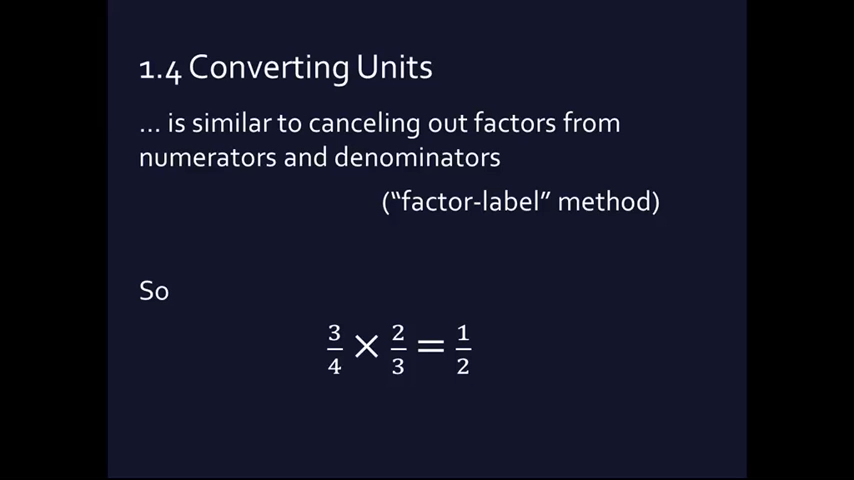 1.4 Converting Units
... is similar to canceling out factors from
numerators and denominators
(“factor-label” method)
So
3/4 × 2/3 = 1/2